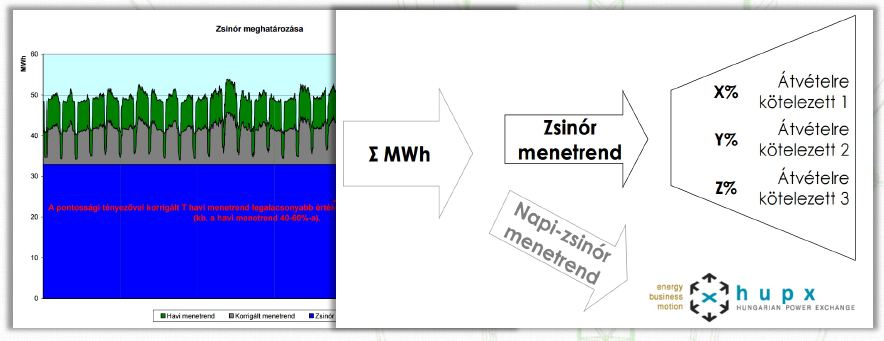 Zsinór meghatározása
MWh
60
50
40
30
20
10
0
A pontossági tényezővel korrigált T havi menetrend legalacsonyabb érték
(kb. a havi menetrend 40-60%-a).
Havi menetrend
Korrigált menetrend
Zsinór
Σ MWh
Zsinór
menetrend
Napi-zsinór
menetrend
X% Átvételre
kötelezett 1
Y% Átvételre
kötelezett 2
Z% Átvételre
kötelezett 3
energy
business
motion
hupx
HUNGARIAN POWER EXCHANGE